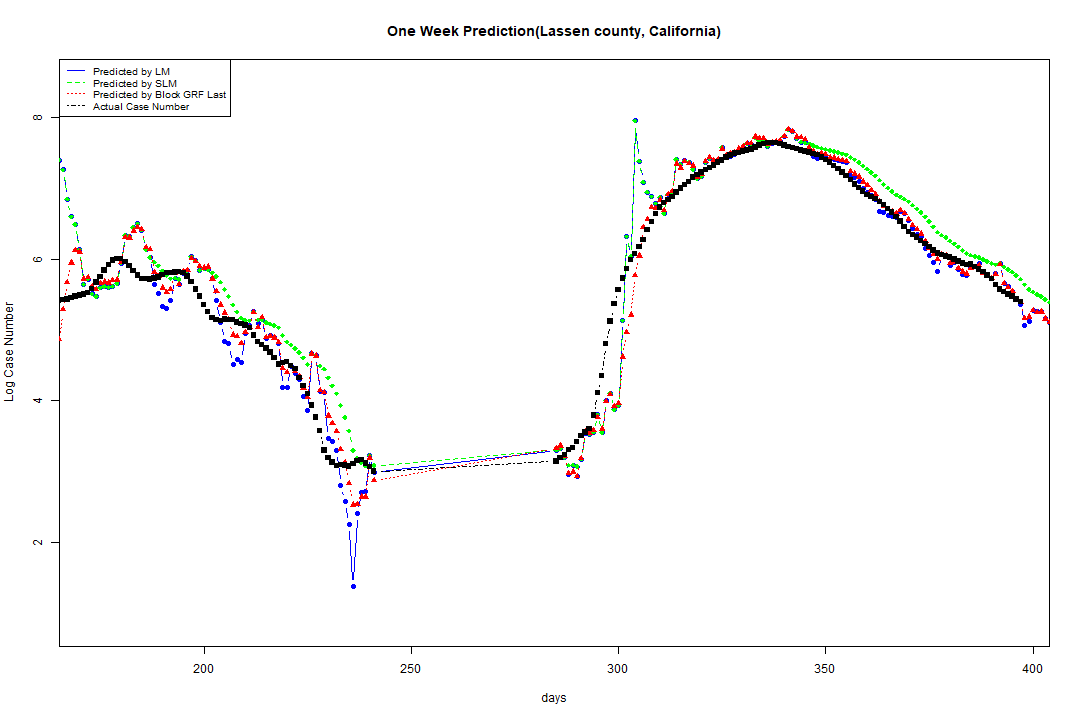 One Week Prediction(Lassen county, California)
Predicted by LM
Predicted by SLM
Predicted by Block GRF Last
Actual Case Number
8
6
4
2
Log Case Number
200 250 300 350 400
days